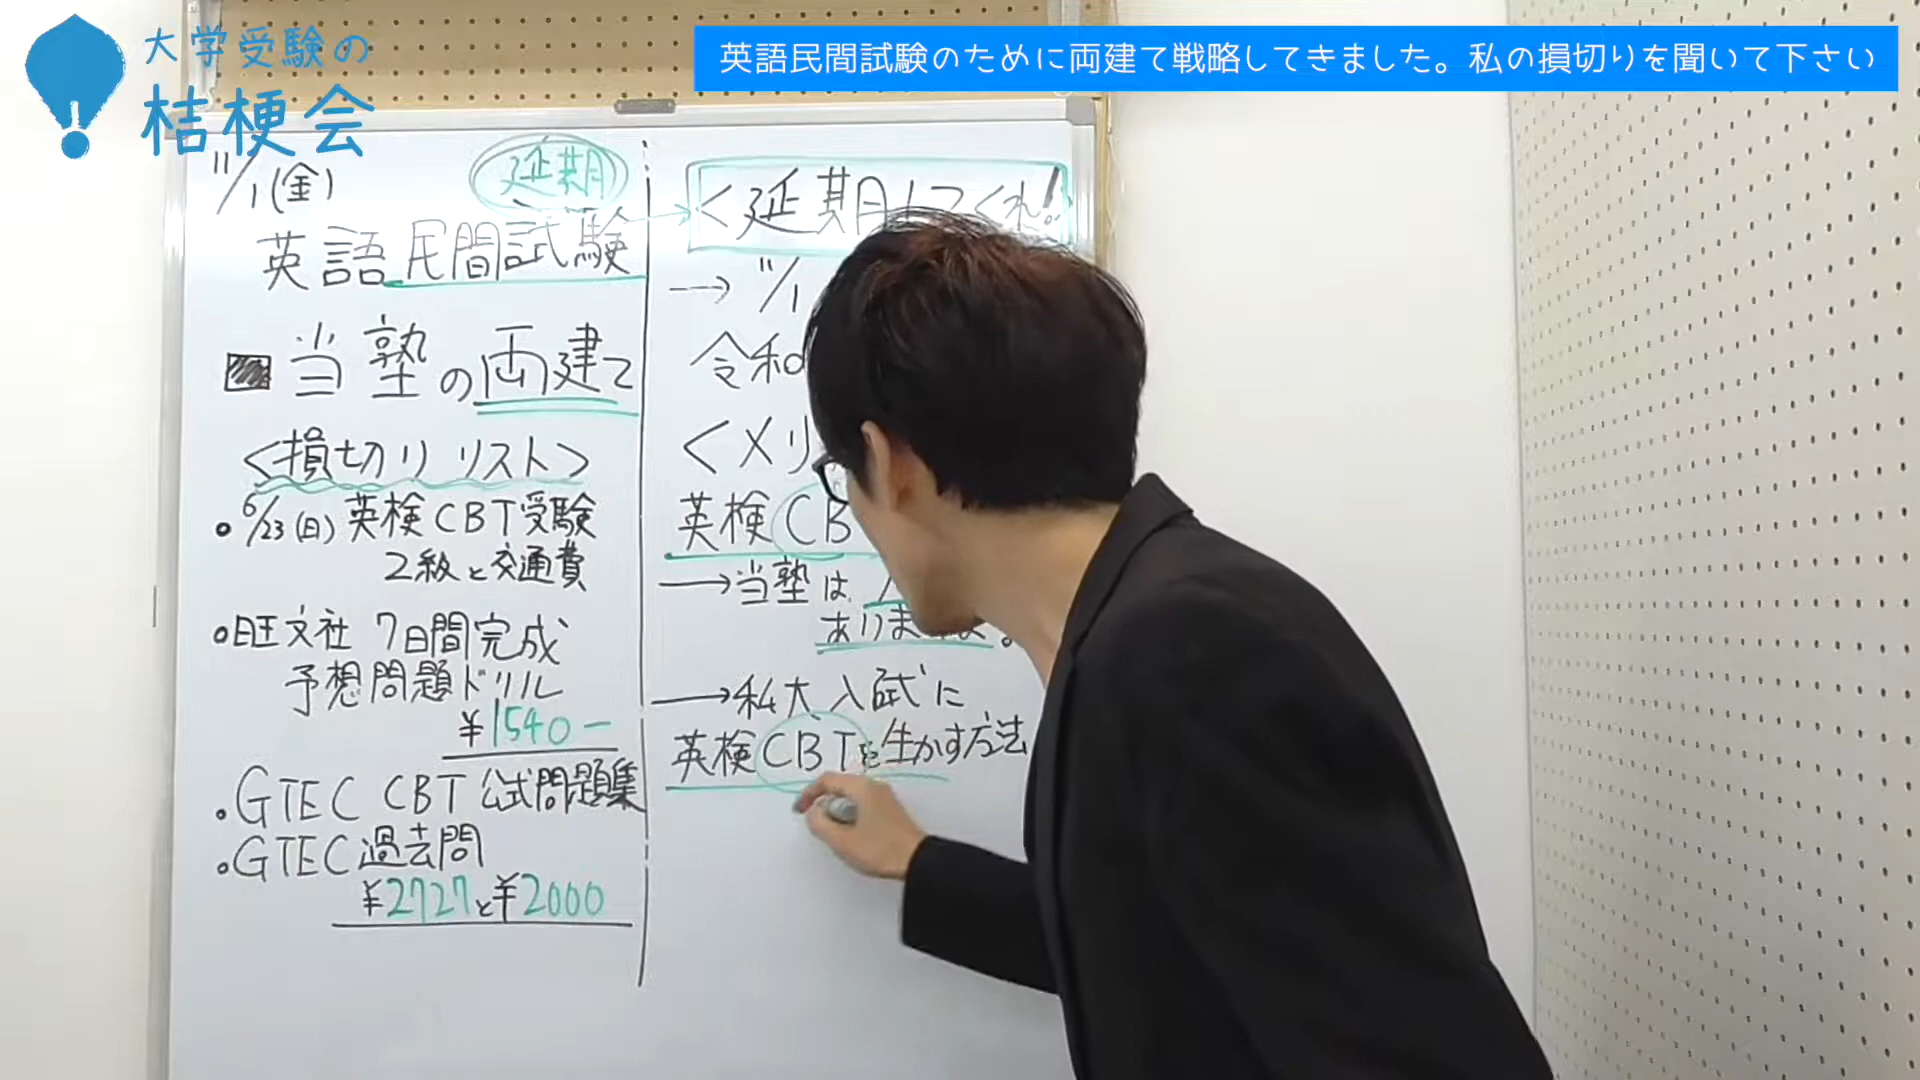 大学受験の
桔梗会
英語民間試験のために両建て戦略してきました。私の損切りを聞いて下さい
11/1(金)
延期
英語民間試験
当塾の両建て
<損切りリスト>
•6/23(日)英検CBT受験
2級と交通費
•旺文社 7日間完成
予想問題ドリル
¥1540-
•GTEC CBT公式問題集
•GTEC過去問
¥2727と¥2000
<延期してくれ!
→11/1
令和
<メリ
英検CB
→当塾は
ありま
→私大入試に
英検CBTを生かす方法